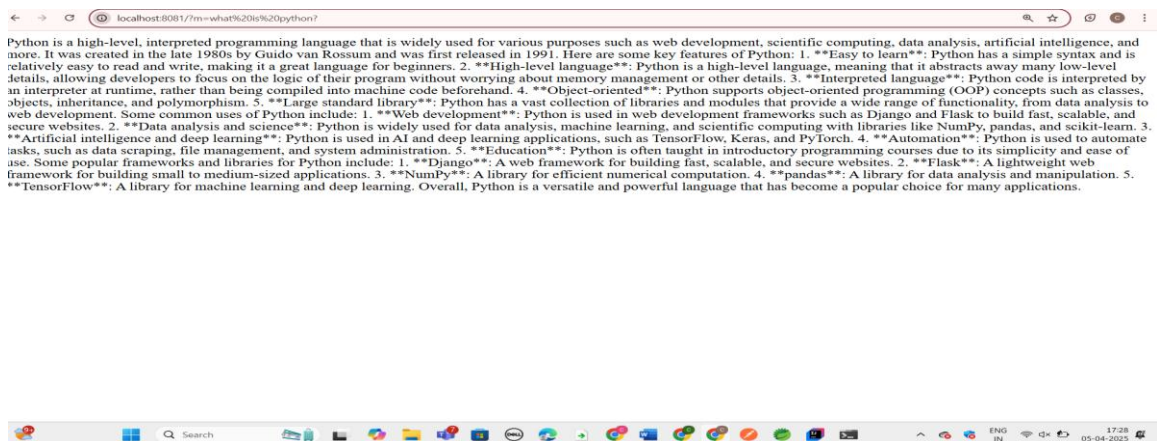 localhost:8081/?m=what%20is%20python?
Python is a high-level, interpreted programming language that is widely used for various purposes such as web development, scientific computing, data analysis, artificial intelligence, and
more. It was created in the late 1980s by Guido van Rossum and was first released in 1991. Here are some key features of Python: 1. **Easy to learn**: Python has a simple syntax and is
relatively easy to read and write, making it a great language for beginners. 2. **High-level language**: Python is a high-level language, meaning that it abstracts away many low-level
details, allowing developers to focus on the logic of their program without worrying about memory management or other details. 3. **Interpreted language**: Python code is interpreted by
an interpreter at runtime, rather than being compiled into machine code beforehand. 4. **Object-oriented**: Python supports object-oriented programming (OOP) concepts such as classes,
objects, inheritance, and polymorphism. 5. **Large standard library**: Python has a vast collection of libraries and modules that provide a wide range of functionality, from data analysis to
web development. Some common uses of Python include: 1. **Web development**: Python is used in web development frameworks such as Django and Flask to build fast, scalable, and
secure websites. 2. **Data analysis and science**: Python is widely used for data analysis, machine learning, and scientific computing with libraries like NumPy, pandas, and scikit-learn. 3.
**Artificial intelligence and deep learning**: Python is used in AI and deep learning applications, such as TensorFlow, Keras, and PyTorch. 4. **Automation**: Python is used to automate
tasks, such as data scraping, file management, and system administration. 5. **Education**: Python is often taught in introductory programming courses due to its simplicity and ease of
use. Some popular frameworks and libraries for Python include: 1. **Django**: A web framework for building fast, scalable, and secure websites. 2. **Flask**: A lightweight web
framework for building small to medium-sized applications. 3. **NumPy**: A library for efficient numerical computation. 4. **pandas**: A library for data analysis and manipulation. 5.
**TensorFlow**: A library for machine learning and deep learning. Overall, Python is a versatile and powerful language that has become a popular choice for many applications.
Search
ENG
IN
17:28
05-04-2025